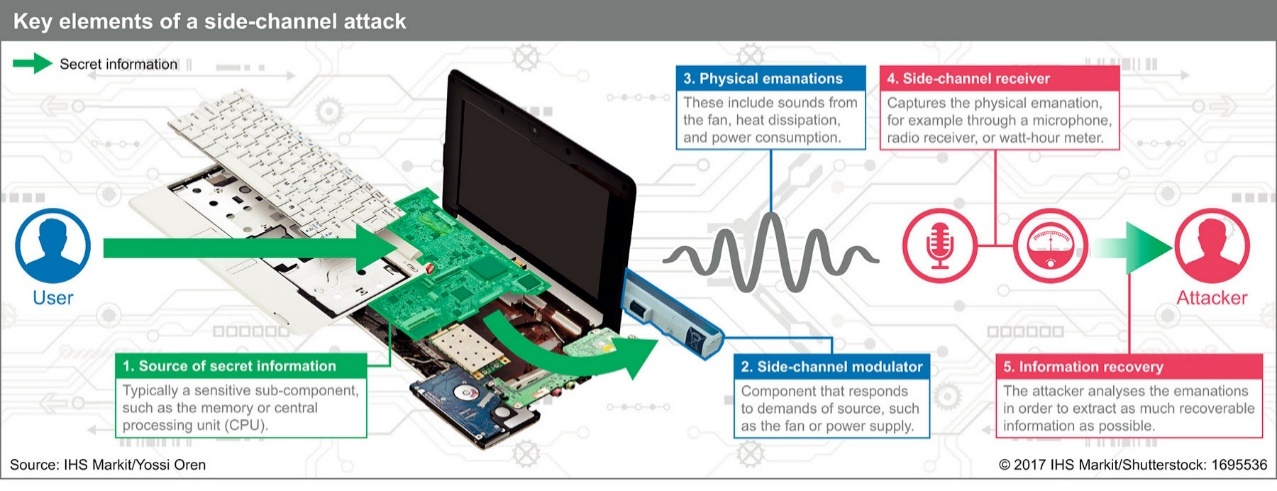 Key elements of a side-channel attack
Secret information
3. Physical emanations
These include sounds from
the fan, heat dissipation,
and power consumption.
4. Side-channel receiver
Captures the physical emanation,
for example through a microphone,
radio receiver, or watt-hour meter.
User
Attacker
1. Source of secret information
Typically a sensitive sub-component,
such as the memory or central
processing unit (CPU).
2. Side-channel modulator
Component that responds
to demands of source, such
as the fan or power supply.
5. Information recovery
The attacker analyses the emanations
in order to extract as much recoverable
information as possible.
Source: IHS Markit/Yossi Oren
© 2017 IHS Markit/Shutterstock: 1695536